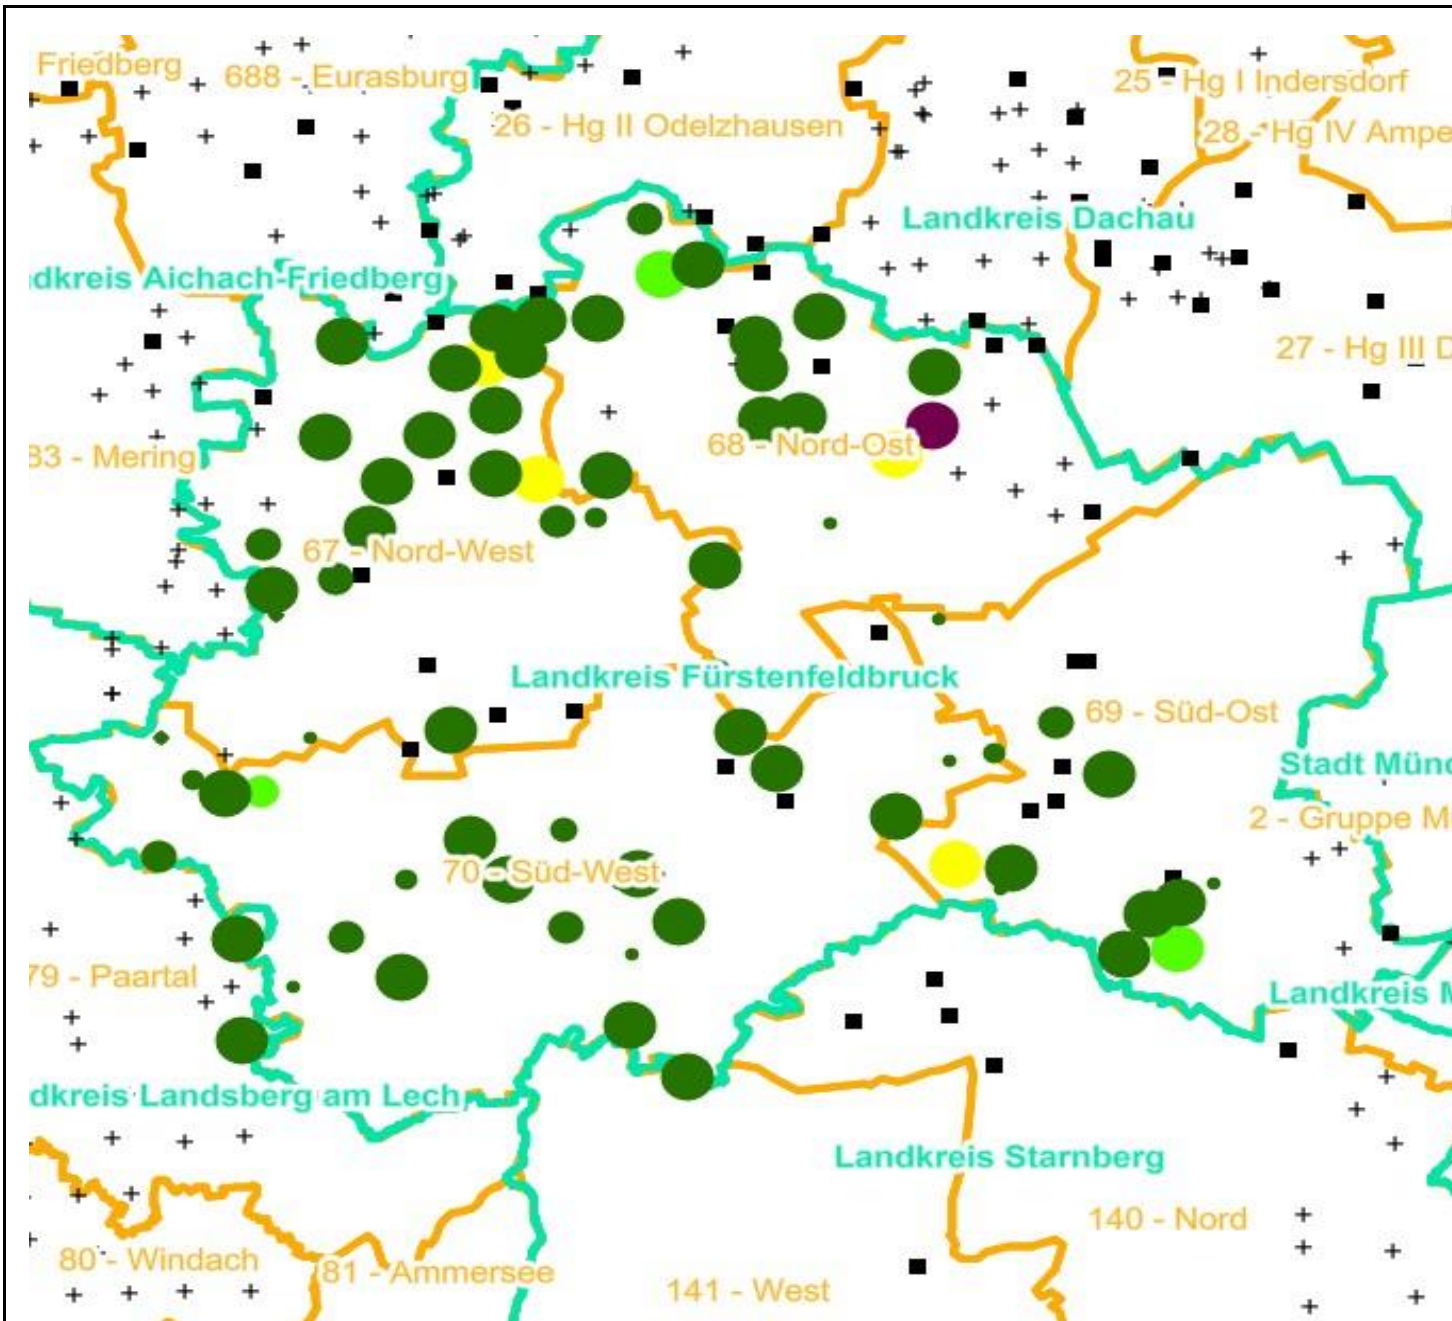 Friedberg
688 - Eurasburg
25 - Hg I Indersdorf
26 - Hg II Odelzhausen
28 - Hg IV Ampe
Landkreis Dachau
ndkreis Aichach-Friedberg
27 - Hg III D
83 - Mering
68 - Nord-Ost
67 - Nord-West
Landkreis Fürstenfeldbruck
69 - Süd-Ost
Stadt Münc
2 - Gruppe M
70 - Süd-West
79 - Paartal
Landkreis M
dkreis Landsberg am Lech
Landkreis Starnberg
140 - Nord
80 - Windach
81 - Ammersee
141 - West